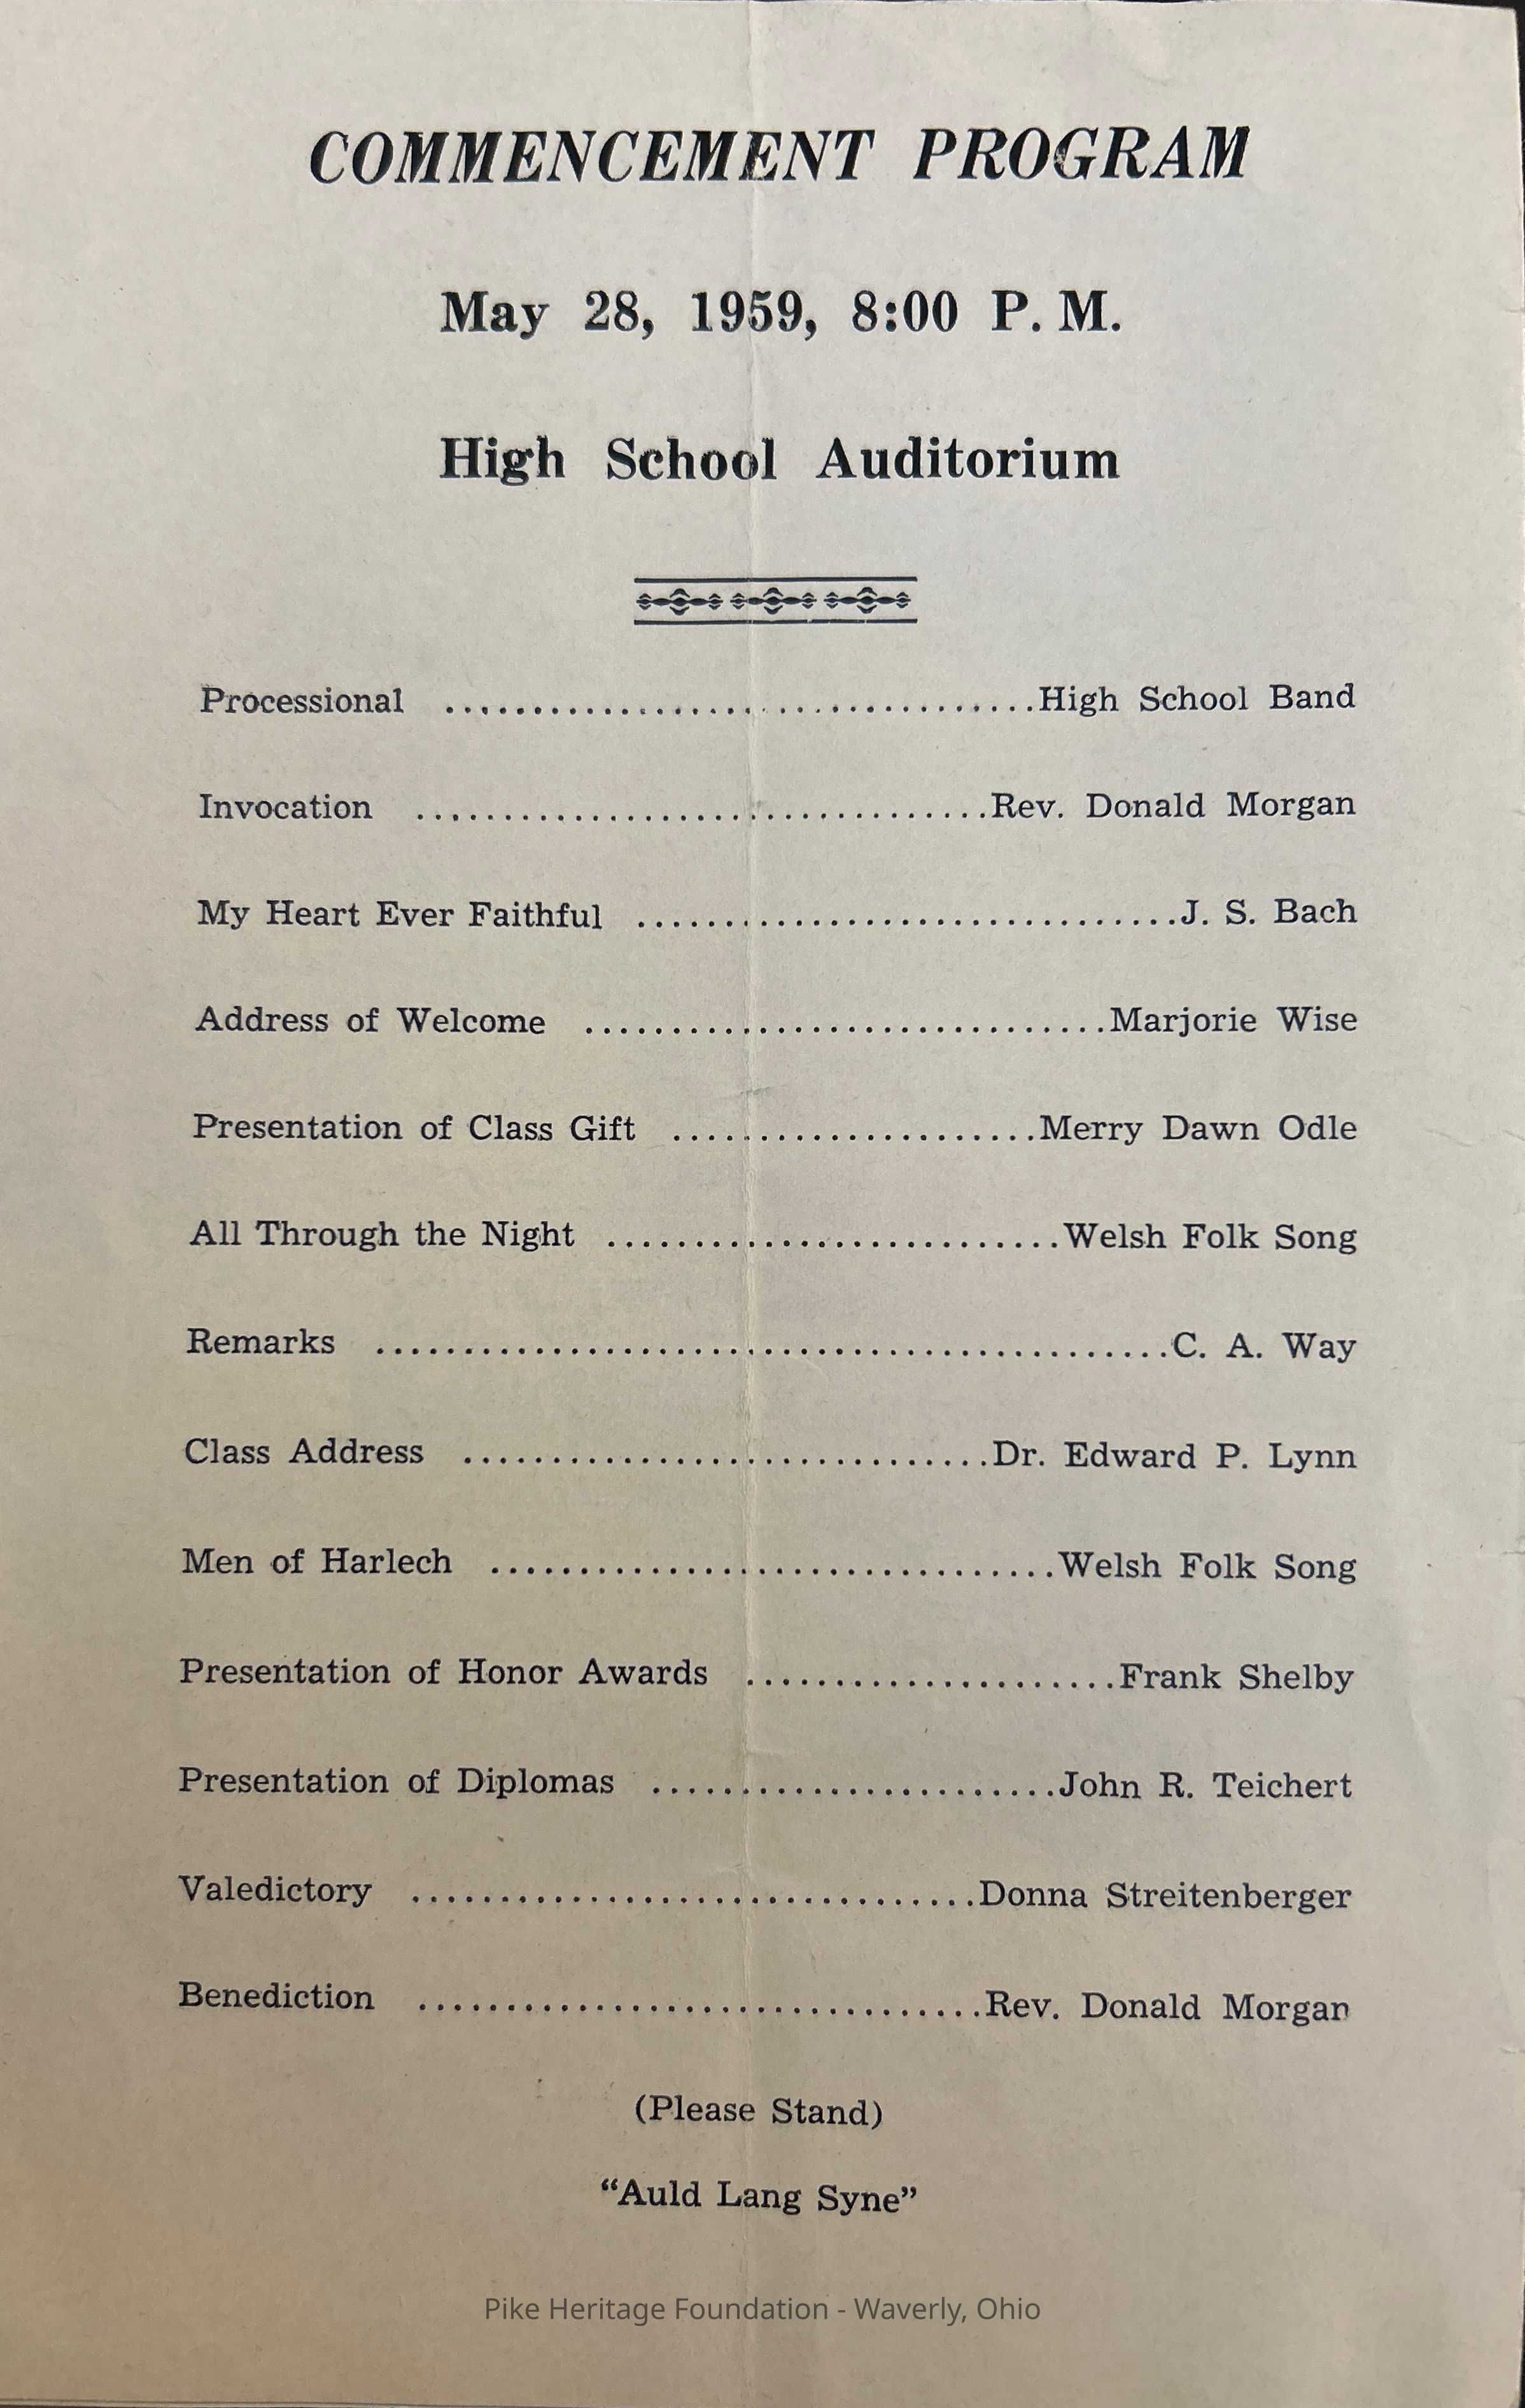 COMMENCEMENT PROGRAM
May 28, 1959, 8:00 P. M.
High School Auditorium
Processional ..................................High School Band
Invocation .................................Rev. Donald Morgan
My Heart Ever Faithful ...............................J. S. Bach
Address of Welcome ..............................Marjorie Wise
Presentation of Class Gift .....................Merry Dawn Odle
All Through the Night ..........................Welsh Folk Song
Remarks ..............................................C. A. Way
Class Address ..............................Dr. Edward P. Lynn
Men of Harlech ................................Welsh Folk Song
Presentation of Honor Awards .....................Frank Shelby
Presentation of Diplomas .......................John R. Teichert
Valedictory ................................Donna Streitenberger
Benediction ................................Rev. Donald Morgan
(Please Stand)
“Auld Lang Syne”
Pike Heritage Foundation - Waverly, Ohio